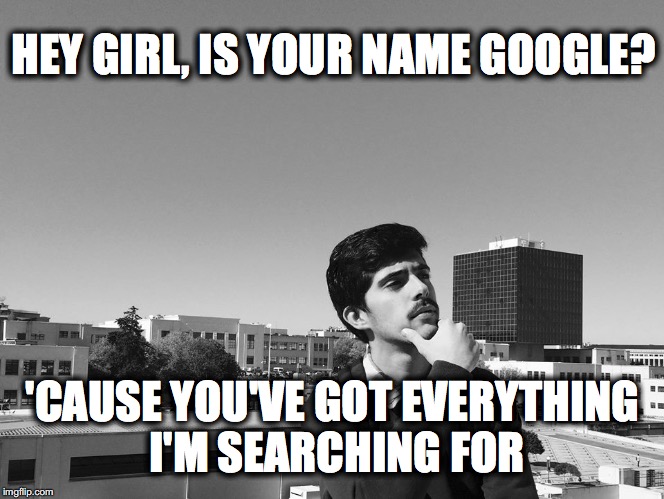 HEY GIRL, IS YOUR NAME GOOGLE?
'CAUSE YOU'VE GOT EVERYTHING
I'M SEARCHING FOR
imgflip.com